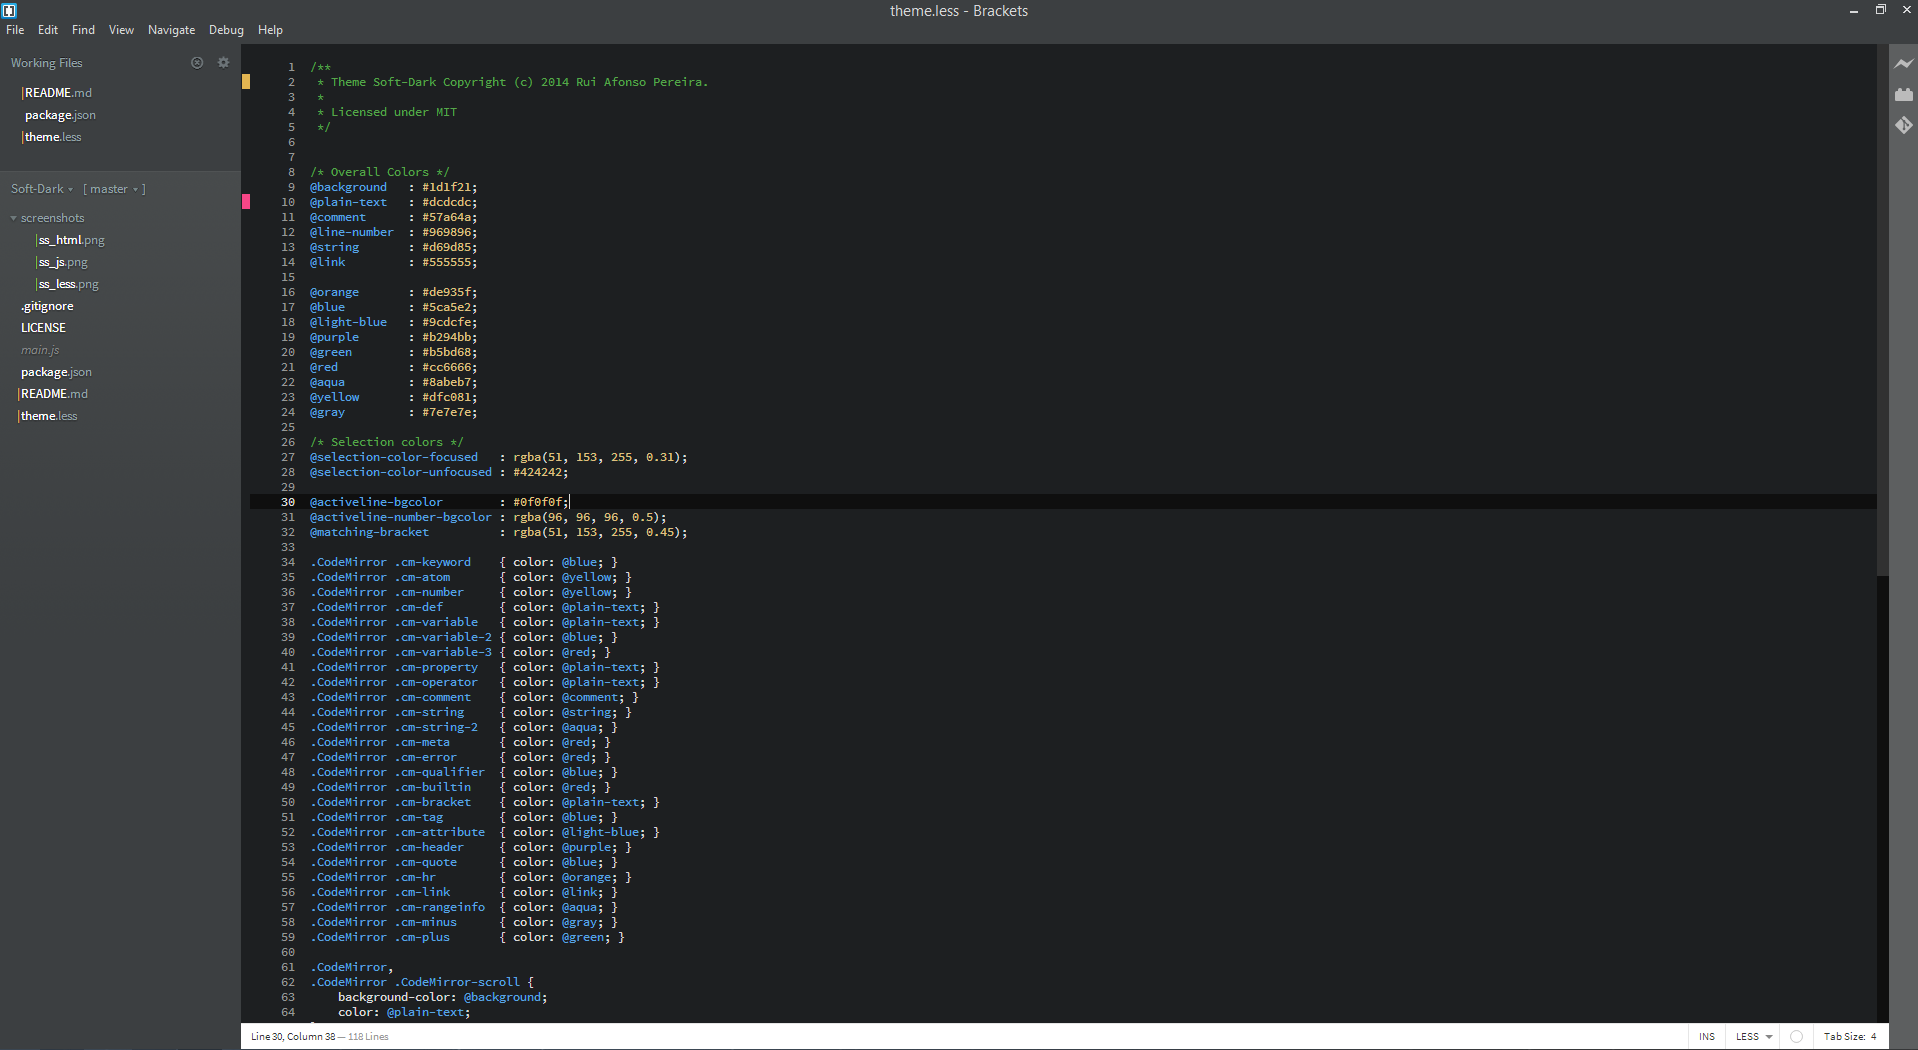 theme.less - Brackets
File Edit Find View Navigate Debug Help
Working Files
README.md
package.json
theme.less
Soft-Dark [ master ]
screenshots
ss_html.png
ss_js.png
ss_less.png
.gitignore
LICENSE
main.js
package.json
README.md
theme.less
1 /**
2  * Theme Soft-Dark Copyright (c) 2014 Rui Afonso Pereira.
3  *
4  * Licensed under MIT
5  */
6
7
8 /* Overall Colors */
9 @background   : #1d1f21;
10 @plain-text   : #dcdcdc;
11 @comment      : #57a64a;
12 @line-number  : #969896;
13 @string       : #d69d85;
14 @link         : #555555;
15
16 @orange       : #de935f;
17 @blue         : #5ca5e2;
18 @light-blue   : #9cdcfe;
19 @purple       : #b294bb;
20 @green        : #b5bd68;
21 @red          : #cc6666;
22 @aqua         : #8abeb7;
23 @yellow       : #dfc081;
24 @gray         : #7e7e7e;
25
26 /* Selection colors */
27 @selection-color-focused   : rgba(51, 153, 255, 0.31);
28 @selection-color-unfocused : #424242;
29
30 @activeline-bgcolor        : #0f0f0f;
31 @activeline-number-bgcolor : rgba(96, 96, 96, 0.5);
32 @matching-bracket          : rgba(51, 153, 255, 0.45);
33
34 .CodeMirror .cm-keyword    { color: @blue; }
35 .CodeMirror .cm-atom       { color: @yellow; }
36 .CodeMirror .cm-number     { color: @yellow; }
37 .CodeMirror .cm-def        { color: @plain-text; }
38 .CodeMirror .cm-variable   { color: @plain-text; }
39 .CodeMirror .cm-variable-2 { color: @blue; }
40 .CodeMirror .cm-variable-3 { color: @red; }
41 .CodeMirror .cm-property   { color: @plain-text; }
42 .CodeMirror .cm-operator   { color: @plain-text; }
43 .CodeMirror .cm-comment    { color: @comment; }
44 .CodeMirror .cm-string     { color: @string; }
45 .CodeMirror .cm-string-2   { color: @aqua; }
46 .CodeMirror .cm-meta       { color: @red; }
47 .CodeMirror .cm-error      { color: @red; }
48 .CodeMirror .cm-qualifier  { color: @blue; }
49 .CodeMirror .cm-builtin    { color: @red; }
50 .CodeMirror .cm-bracket    { color: @plain-text; }
51 .CodeMirror .cm-tag        { color: @blue; }
52 .CodeMirror .cm-attribute  { color: @light-blue; }
53 .CodeMirror .cm-header     { color: @purple; }
54 .CodeMirror .cm-quote      { color: @blue; }
55 .CodeMirror .cm-hr         { color: @orange; }
56 .CodeMirror .cm-link       { color: @link; }
57 .CodeMirror .cm-rangeinfo  { color: @aqua; }
58 .CodeMirror .cm-minus      { color: @gray; }
59 .CodeMirror .cm-plus       { color: @green; }
60
61 .CodeMirror,
62 .CodeMirror .CodeMirror-scroll {
63     background-color: @background;
64     color: @plain-text;
Line 30, Column 38 — 118 Lines INS LESS Tab Size: 4